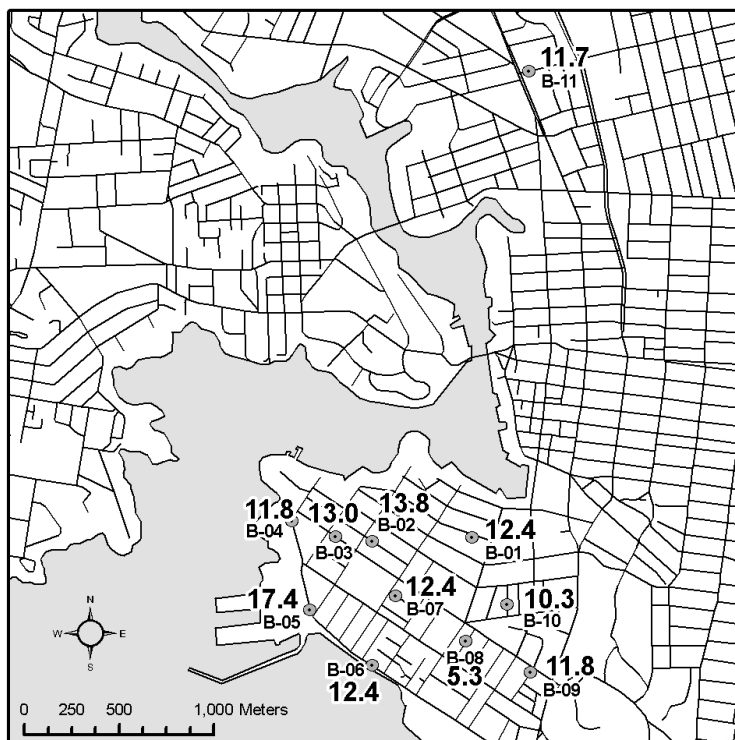 11.7
B-11
11.8
B-04
13.0
B-03
13.8
B-02
12.4
B-01
17.4
B-05
12.4
B-07
10.3
B-10
B-06
12.4
B-08
5.3
11.8
B-09
N
W E
S
0 250 500 1,000 Meters